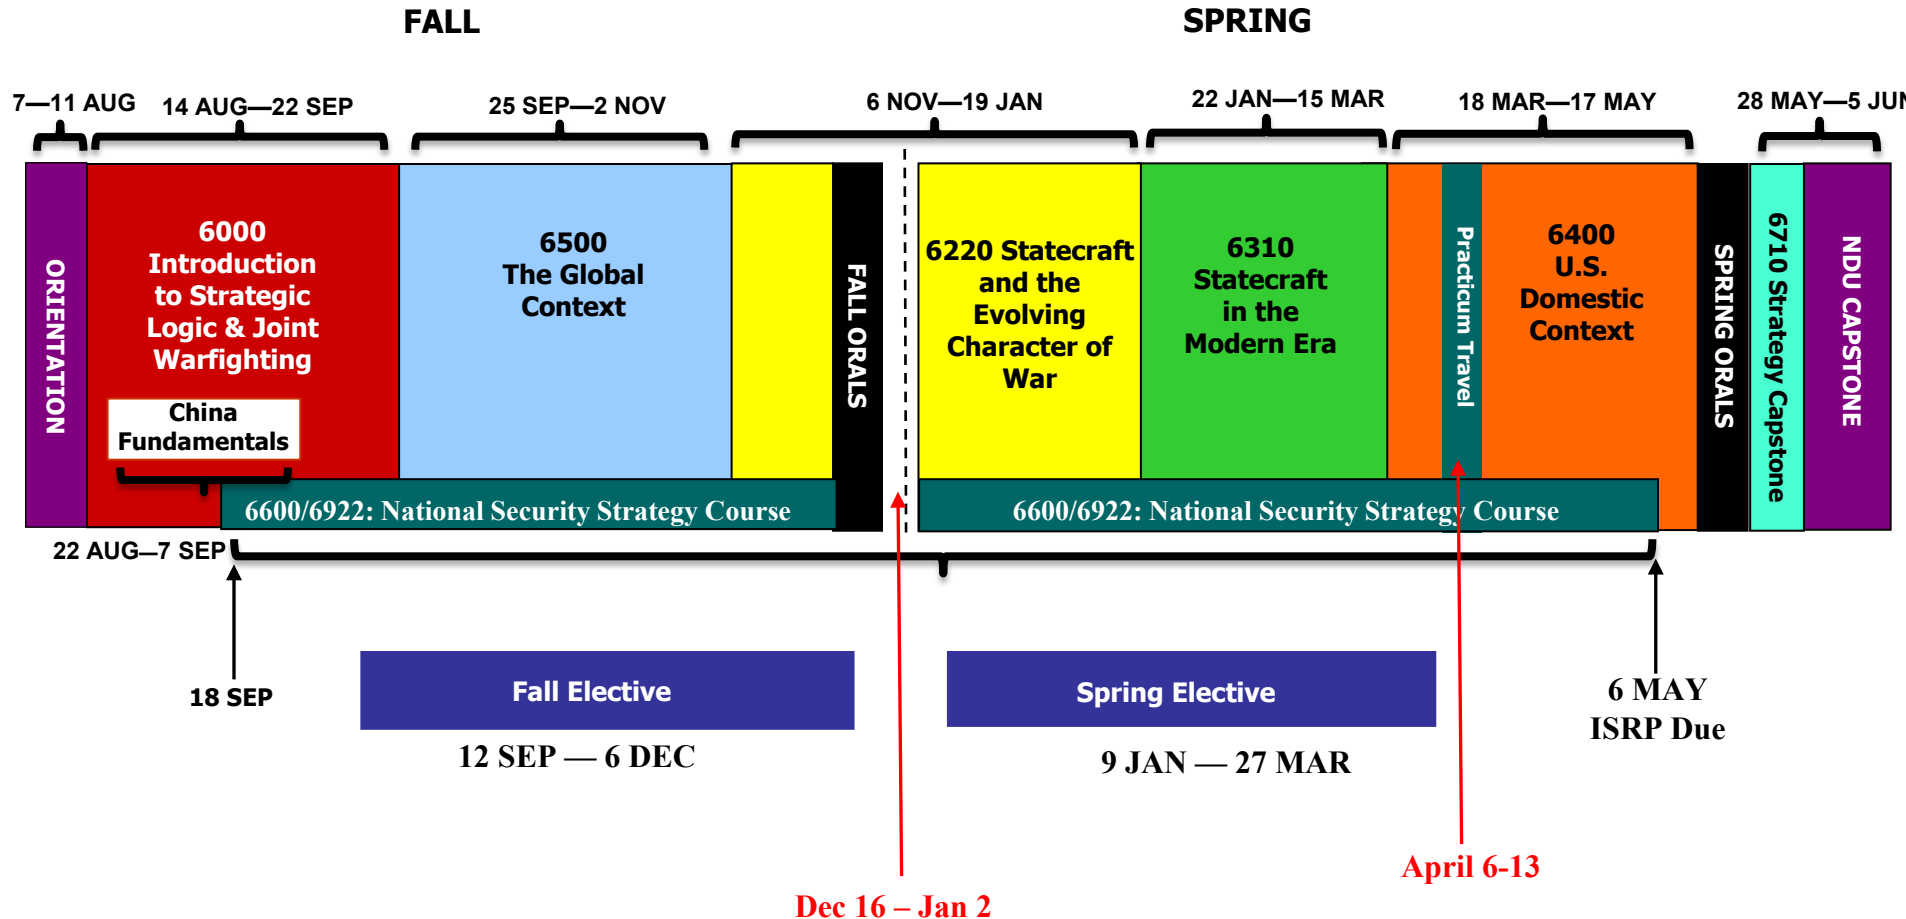 FALL
SPRING
7—11 AUG
14 AUG—22 SEP
25 SEP—2 NOV
6 NOV—19 JAN
22 JAN—15 MAR
18 MAR—17 MAY
28 MAY—5 JUN
ORIENTATION
6000
Introduction
to Strategic
Logic & Joint
Warfighting
China
Fundamentals
6500
The Global
Context
FALL ORALS
6220 Statecraft
and the
Evolving
Character of
War
6310
Statecraft
in the
Modern Era
Practicum Travel
6400
U.S.
Domestic
Context
SPRING ORALS
6710 Strategy Capstone
NDU CAPSTONE
6600/6922: National Security Strategy Course
6600/6922: National Security Strategy Course
22 AUG—7 SEP
18 SEP
Fall Elective
12 SEP — 6 DEC
Spring Elective
9 JAN — 27 MAR
6 MAY
ISRP Due
April 6-13
Dec 16 – Jan 2